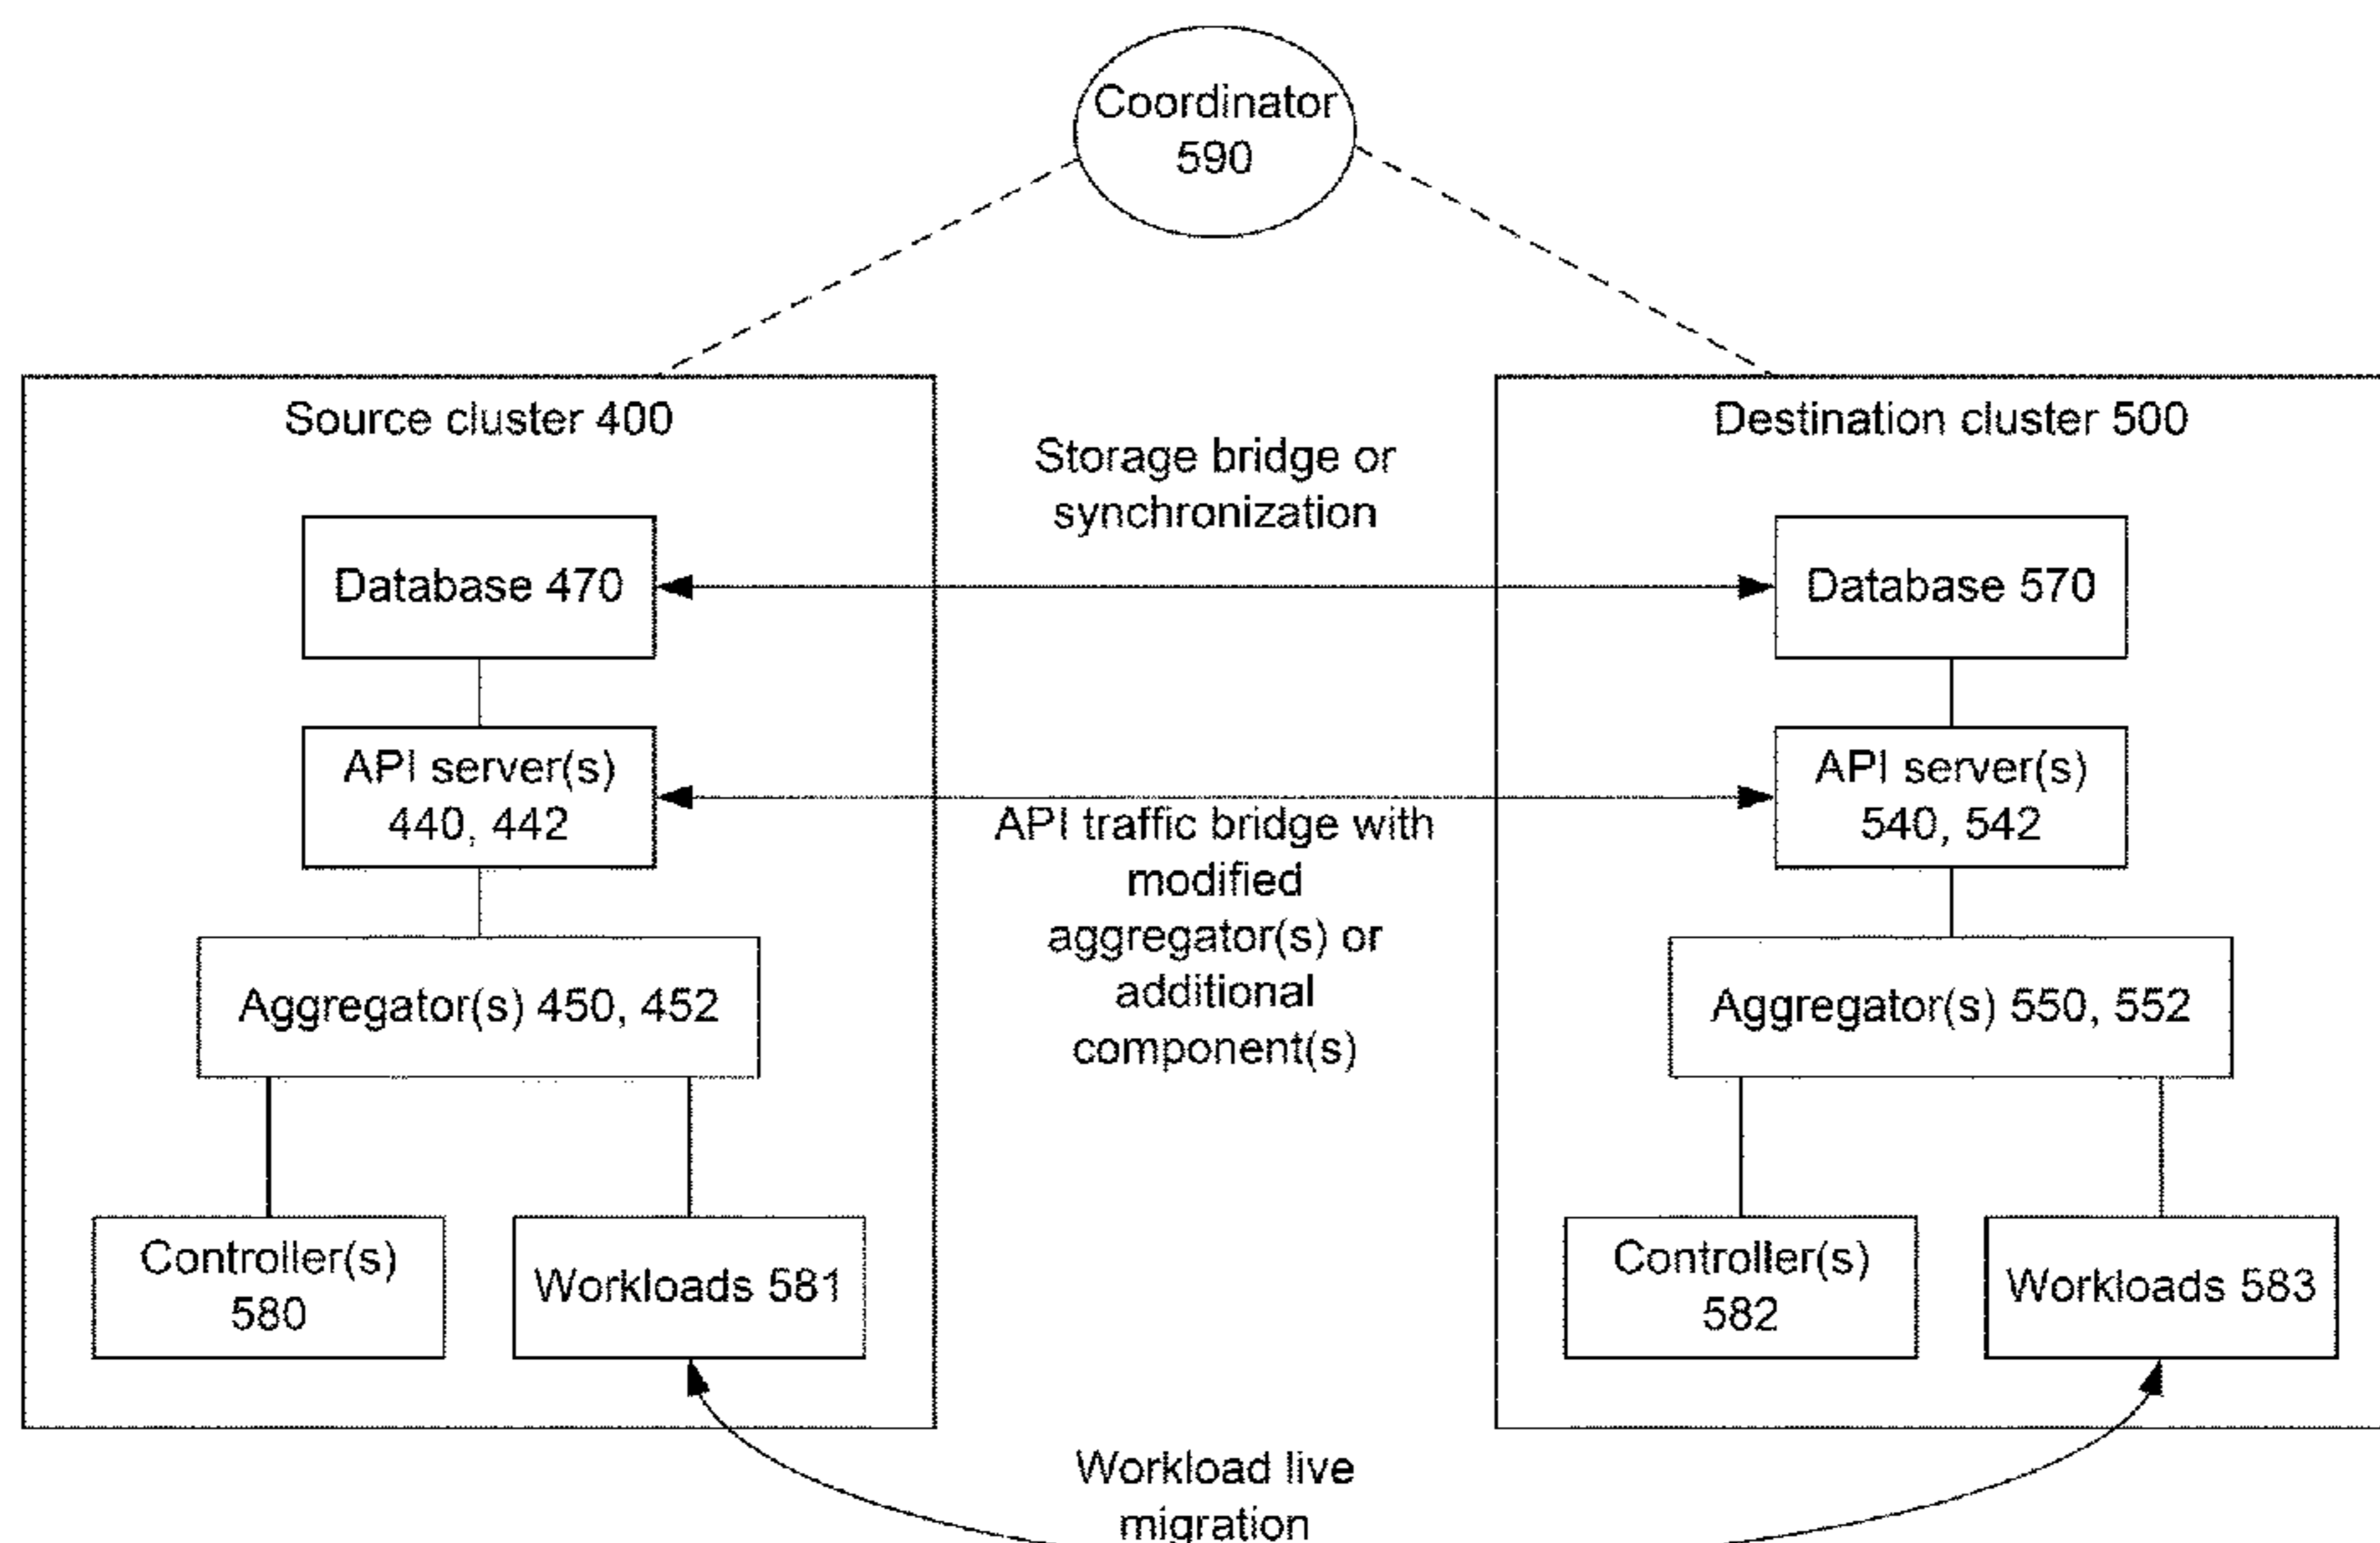 Coordinator
590
Source cluster 400
Destination cluster 500
Storage bridge or
synchronization
Database 470
Database 570
API server(s)
440, 442
API server(s)
540, 542
API traffic bridge with
modified
aggregator(s) or
additional
component(s)
Aggregator(s) 450, 452
Aggregator(s) 550, 552
Controller(s)
580
Workloads 581
Controller(s)
582
Workloads 583
Workload live
migration